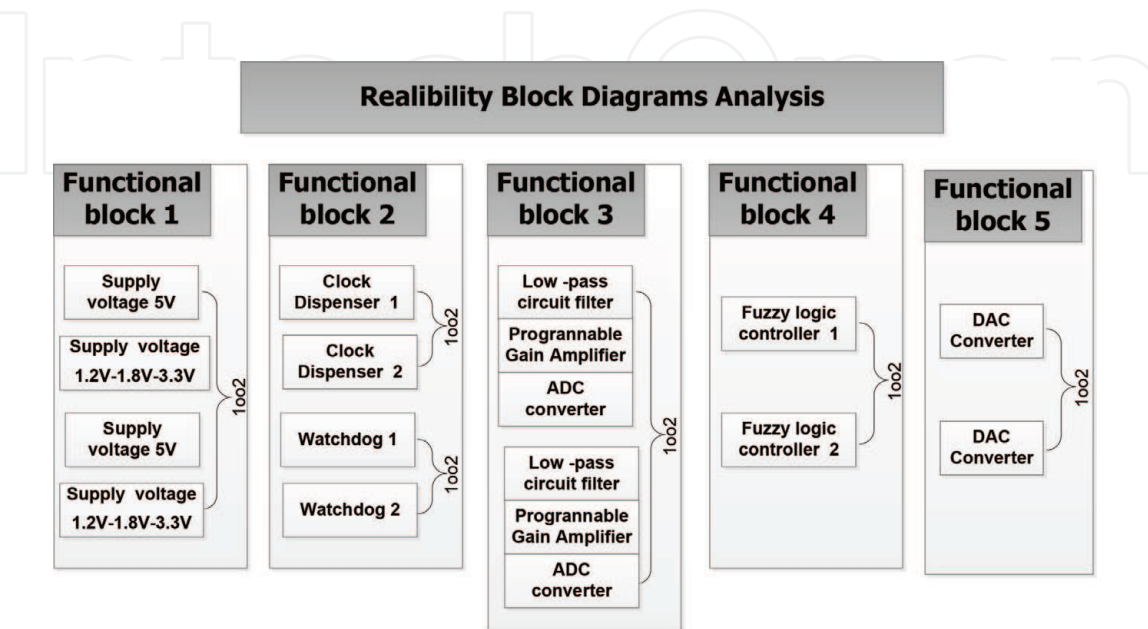 IntechOpen
Realibility Block Diagrams Analysis
Functional
block 1
Supply
voltage 5V
Supply voltage
1.2V-1.8V-3.3V
Supply
voltage 5V
Supply voltage
1.2V-1.8V-3.3V
1oo2
Functional
block 2
Clock
Dispenser 1
Clock
Dispenser 2
1oo2
Watchdog 1
Watchdog 2
1oo2
Functional
block 3
Low -pass
circuit filter
Progrannable
Gain Amplifier
ADC
converter
Low -pass
circuit filter
Progrannable
Gain Amplifier
ADC
converter
1oo2
Functional
block 4
Fuzzy logic
controller 1
Fuzzy logic
controller 2
1oo2
Functional
block 5
DAC
Converter
DAC
Converter
1oo2